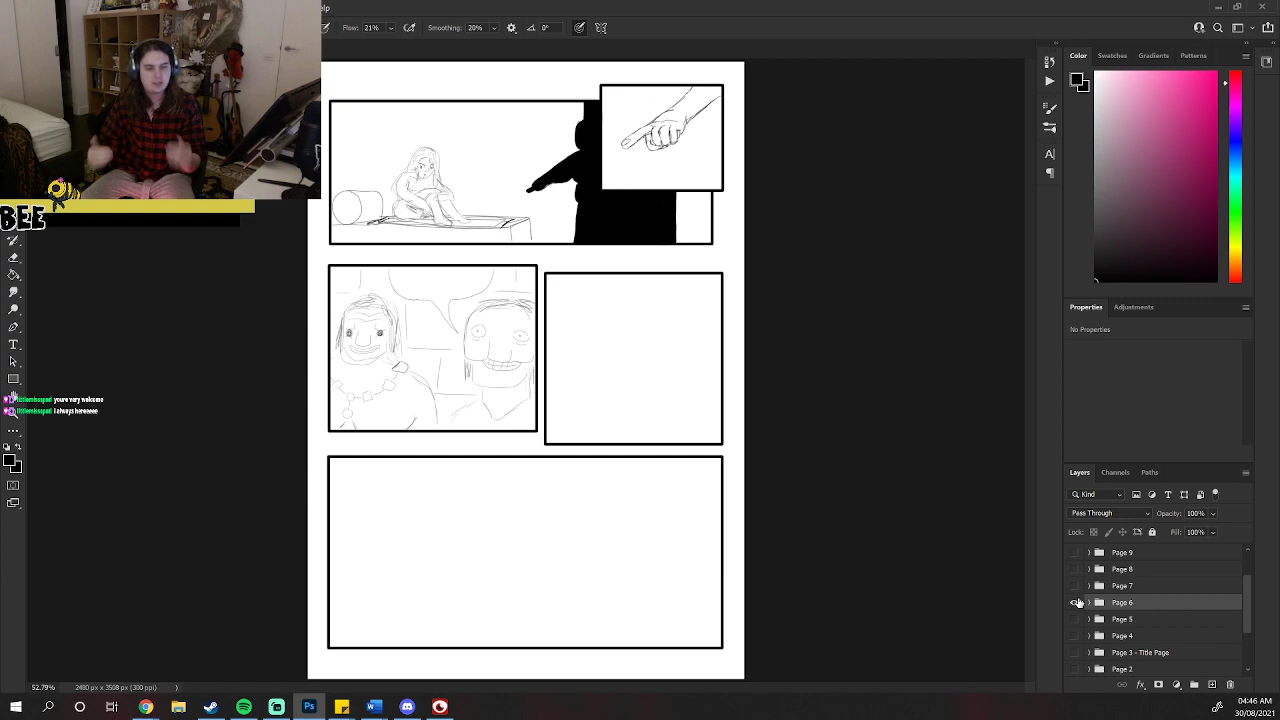 elp
Flow: 21%
Smoothing: 20%
0°
Color
Swatches
Gradients
Patterns
BEE
Properties
Adjustments
No Properties
littlemisssped youre very welcome
I always hereeeee
Layers
Channels
Paths
Kind
Pass Through
Opacity: 100%
Lock:
Fill: 100%
Page 9
Page 8
Page 7
Page 6
Page 5
Page 4
Page 3 - Title Page
Page 2
52.79%
2480 px x 3508 px (300 ppi)
04:46 AM
30/08/2021